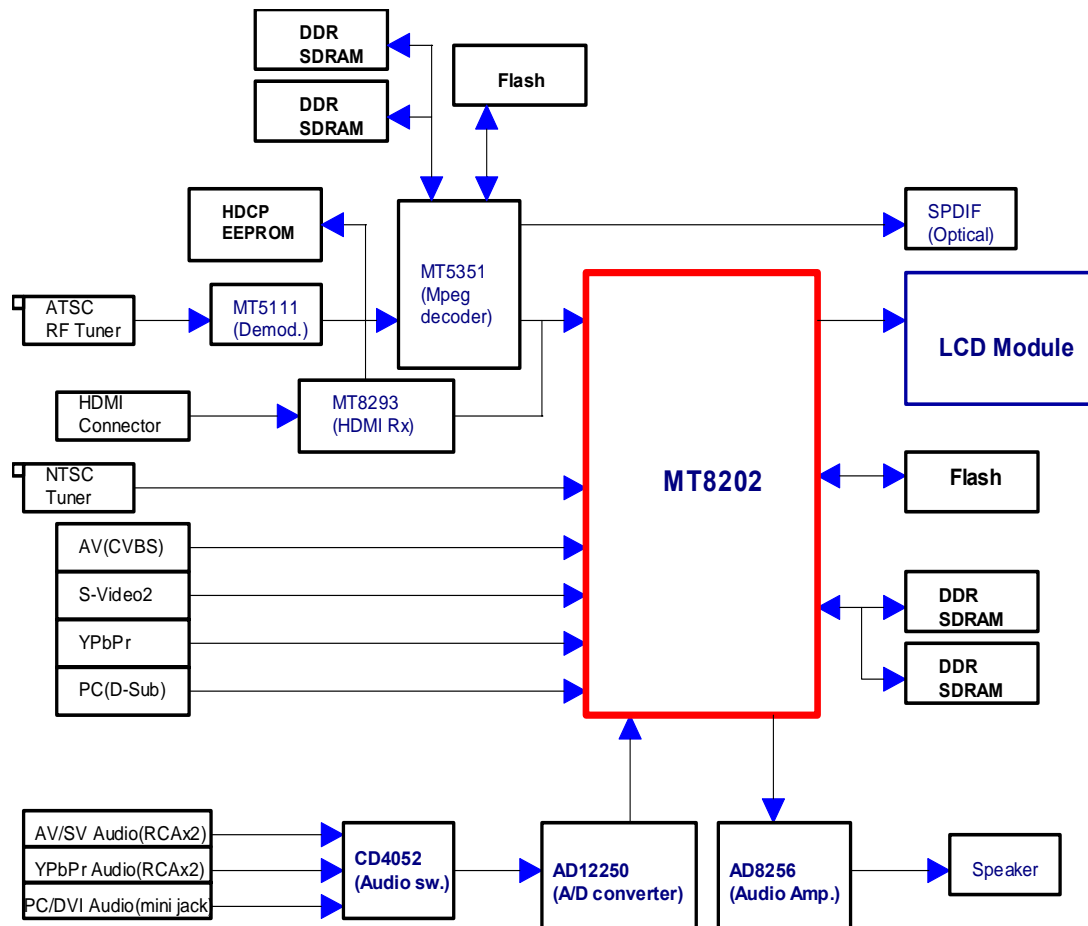 DDR
SDRAM
Flash
DDR
SDRAM
HDCP
EEPROM
MT5351
(Mpeg
decoder)
SPDIF
(Optical)
ATSC
RF Tuner
MT5111
(Demod.)
LCD Module
HDMI
Connector
MT8293
(HDMI Rx)
NTSC
Tuner
MT8202
Flash
AV(CVBS)
S-Video2
YPbPr
PC(D-Sub)
DDR
SDRAM
DDR
SDRAM
AV/SV Audio(RCAx2)
YPbPr Audio(RCAx2)
PC/DVI Audio(mini jack
CD4052
(Audio sw.)
AD12250
(A/D converter)
AD8256
(Audio Amp.)
Speaker